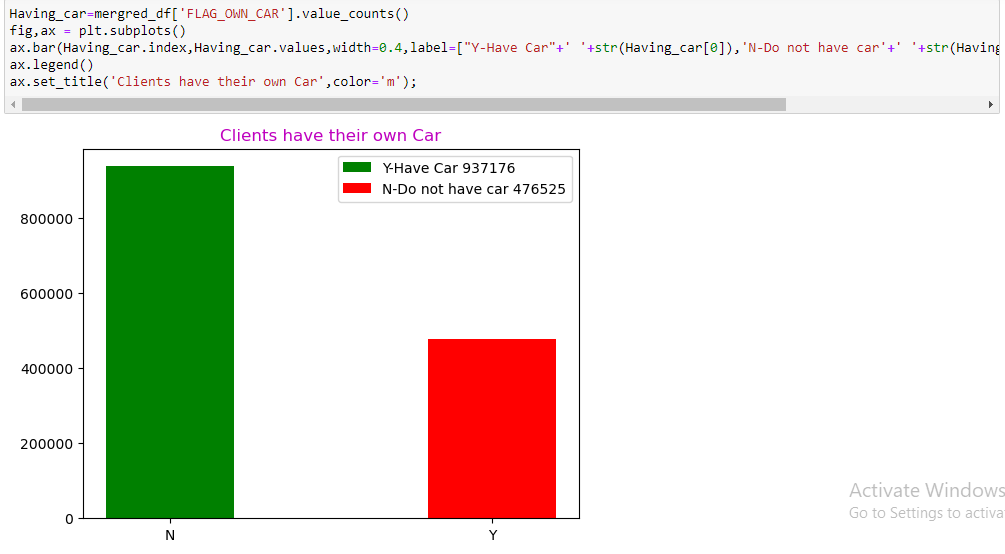 Having_car=mergred_df['FLAG_OWN_CAR'].value_counts()
fig,ax = plt.subplots()
ax.bar(Having_car.index,Having_car.values,width=0.4,label=["Y-Have Car"+' '+str(Having_car[0]),'N-Do not have car'+' '+str(Having
ax.legend()
ax.set_title('Clients have their own Car',color='m');
Clients have their own Car
Y-Have Car 937176
N-Do not have car 476525
800000
600000
400000
200000
0
N Y
Activate Windows
Go to Settings to activa